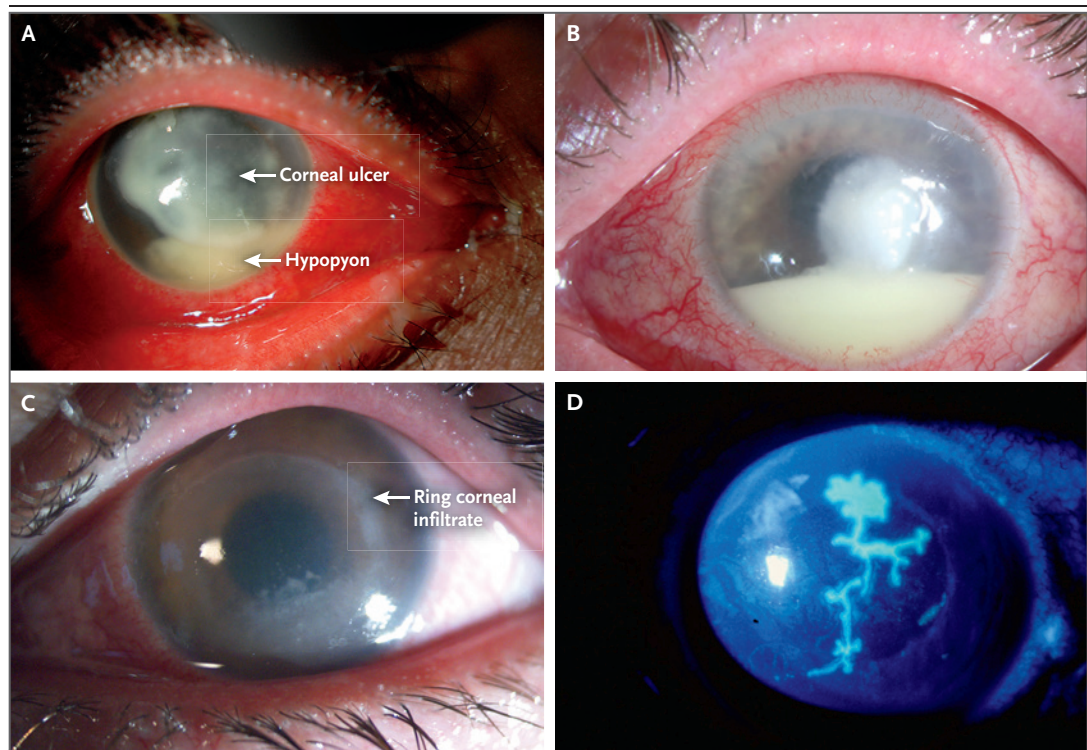 A
Corneal ulcer
Hypopyon
B
C
Ring corneal
infiltrate
D